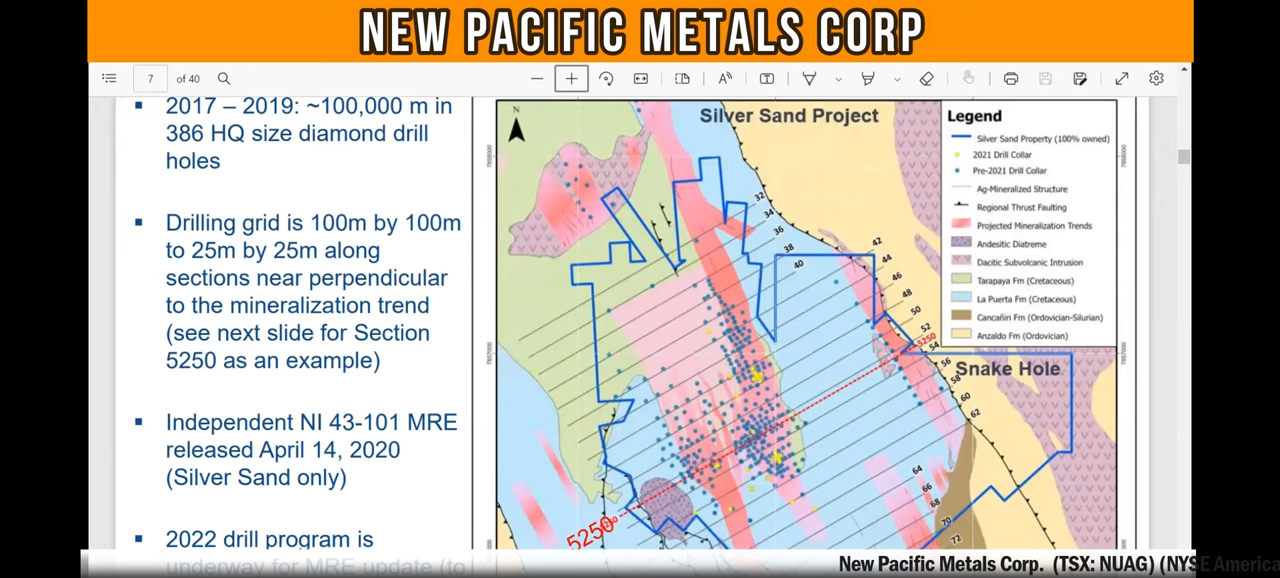 NEW PACIFIC METALS CORP
7 of 40
2017 – 2019: ~100,000 m in
386 HQ size diamond drill
holes
Drilling grid is 100m by 100m
to 25m by 25m along
sections near perpendicular
to the mineralization trend
(see next slide for Section
5250 as an example)
Independent NI 43-101 MRE
released April 14, 2020
(Silver Sand only)
2022 drill program is
underway for MRE update (to
N
Silver Sand Project
Legend
Silver Sand Property (100% owned)
2021 Drill Collar
Pre-2021 Drill Collar
Ag-Mineralized Structure
Regional Thrust Faulting
Projected Mineralization Trends
Andesitic Diatreme
Dacitic Subvolcanic Intrusion
Tarapaya Fm (Cretaceous)
La Puerta Fm (Cretaceous)
Cancañiri Fm (Ordovician-Silurian)
Anzaldo Fm (Ordovician)
32
34
36
38
40
42
44
46
48
50
52
5250
54
56
58
60
62
Snake Hole
64
66
68
70
72
5250
New Pacific Metals Corp. (TSX: NUAG) (NYSE America